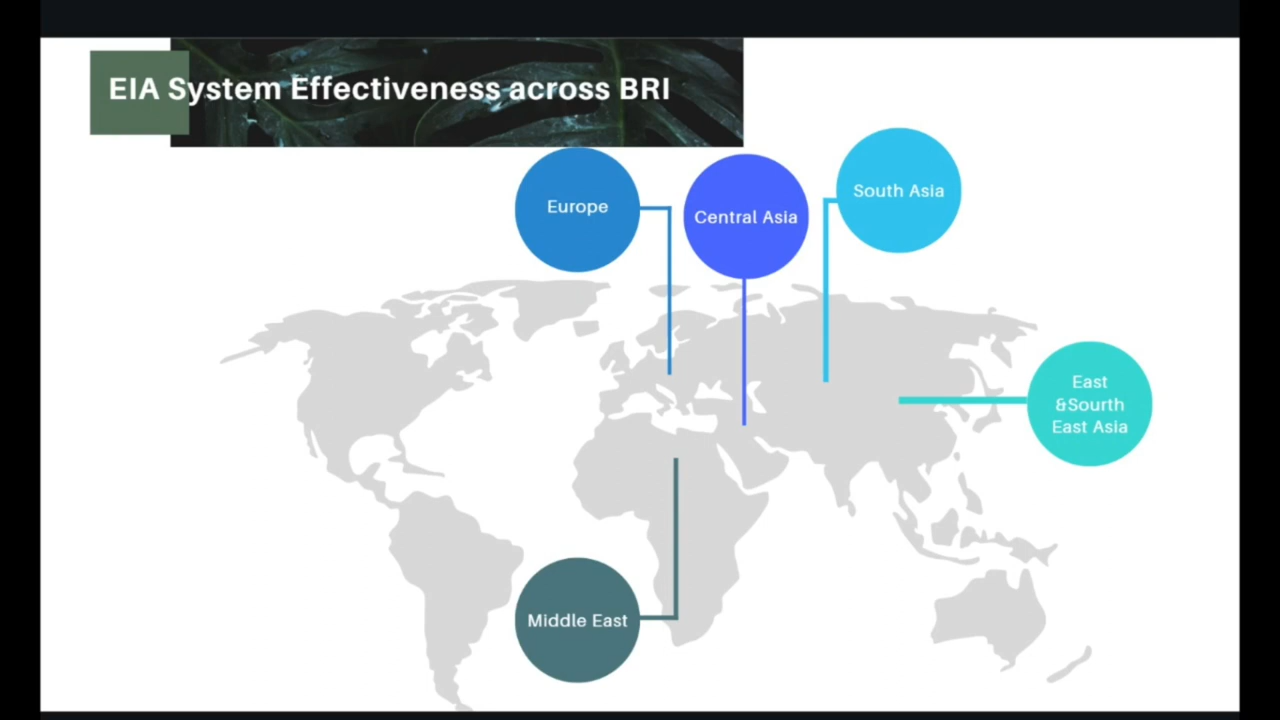 EIA System Effectiveness across BRI
Europe
Central Asia
South Asia
East
&Sourth
East Asia
Middle East